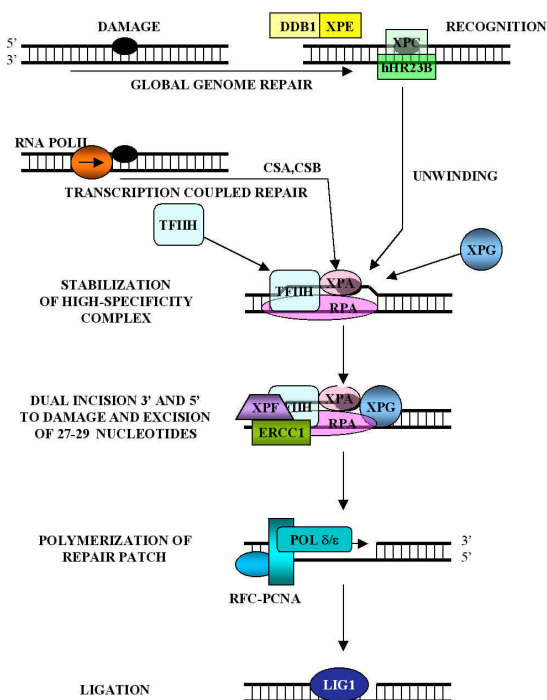 DAMAGE
DDB1 XPE
RECOGNITION
5’
3’
XPC
hHR23B
GLOBAL GENOME REPAIR
RNA POLII
CSA,CSB
UNWINDING
TRANSCRIPTION COUPLED REPAIR
TFIIH
XPG
STABILIZATION
OF HIGH-SPECIFICITY
COMPLEX
TFIIH
XPA
RPA
DUAL INCISION 3’ AND 5’
TO DAMAGE AND EXCISION
OF 27-29 NUCLEOTIDES
XPF
TFIIH
XPA
XPG
RPA
ERCC1
POLYMERIZATION OF
REPAIR PATCH
POL δ/ε
3’
5’
RFC-PCNA
LIGATION
LIG1